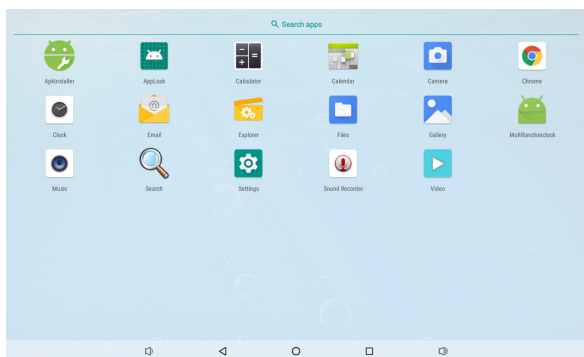 Search apps
ApkInstaller AppLock Calculator Calendar Camera Chrome
Clock Email Explorer Files Gallery Multifunctionclock
Music Search Settings Sound Recorder Video